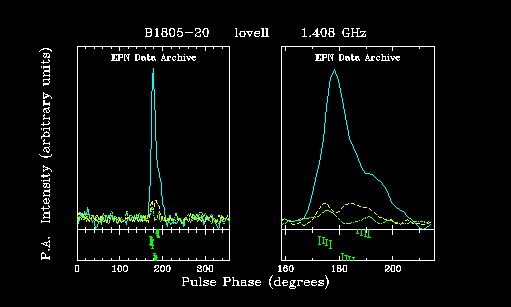 B1805-20 lovell 1.408 GHz
EPN Data Archive EPN Data Archive
Intensity (arbitrary units)
P.A.
0 100 200 300 160 180 200
Pulse Phase (degrees)